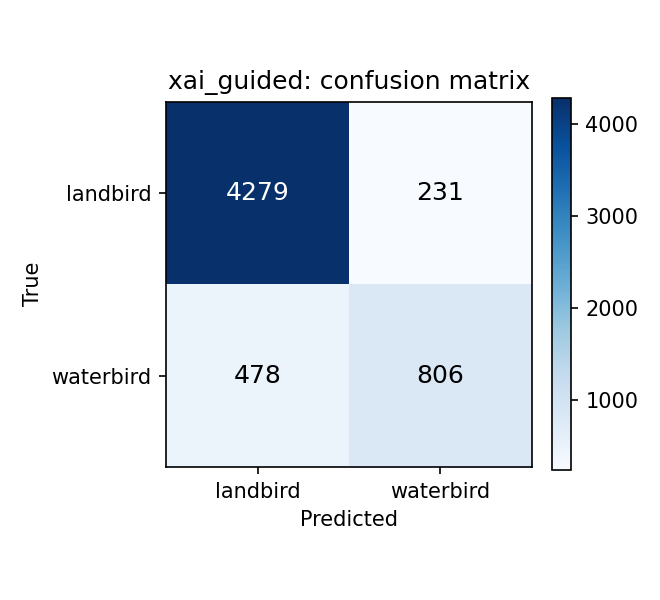 xai_guided: confusion matrix
4279
231
478
806
landbird
waterbird
True
landbird
waterbird
Predicted
4000
3000
2000
1000